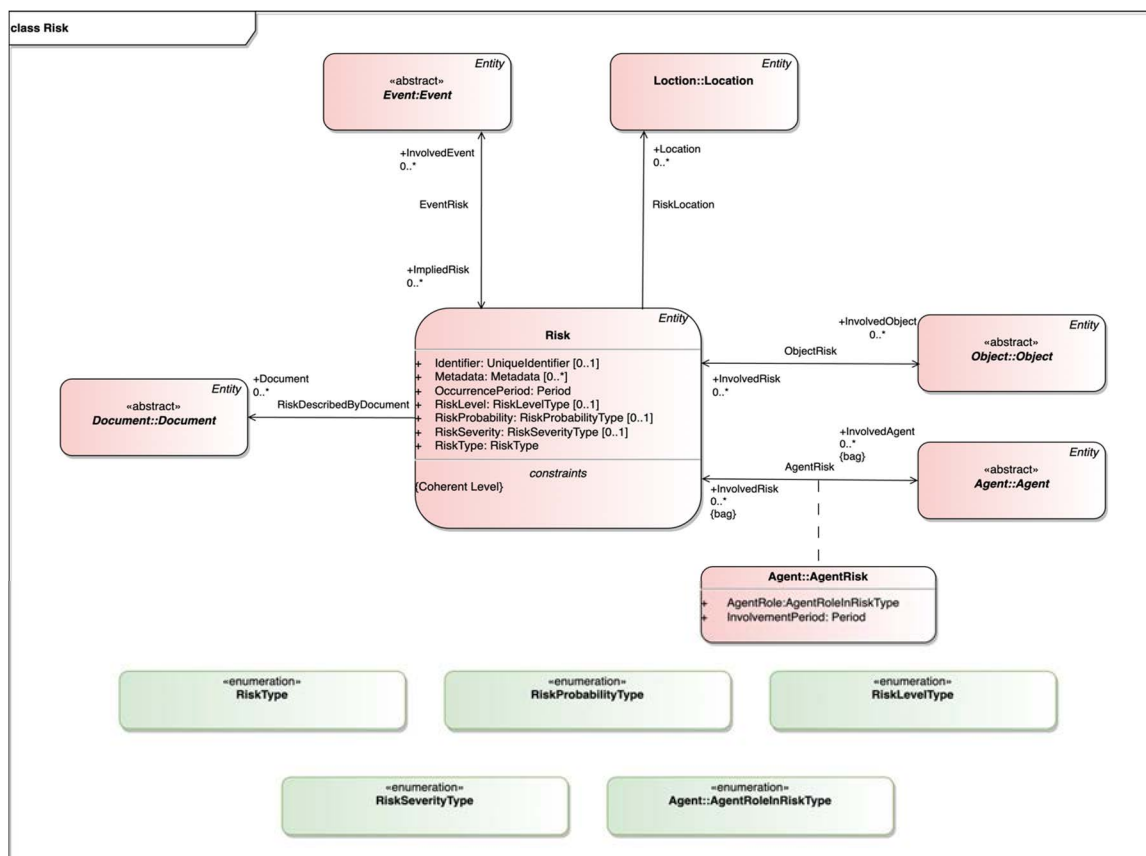 class Risk
Entity
«abstract»
Event:Event
Entity
Loction::Location
+InvolvedEvent
0..*
EventRisk
+ImpliedRisk
0..*
+Location
0..*
RiskLocation
Entity
Risk
+ Identifier: UniqueIdentifier [0..1]
+ Metadata: Metadata [0..*]
+ OccurrencePeriod: Period
+ RiskLevel: RiskLevelType [0..1]
+ RiskProbability: RiskProbabilityType [0..1]
+ RiskSeverity: RiskSeverityType [0..1]
+ RiskType: RiskType
constraints
{Coherent Level}
Entity
«abstract»
Document::Document
+Document
0..*
RiskDescribedByDocument
+InvolvedObject
0..*
ObjectRisk
+InvolvedRisk
0..*
Entity
«abstract»
Object::Object
+InvolvedAgent
0..*
{bag}
AgentRisk
+InvolvedRisk
0..*
{bag}
Entity
«abstract»
Agent::Agent
Agent::AgentRisk
+ AgentRole:AgentRoleInRiskType
+ InvolvementPeriod: Period
«enumeration»
RiskType
«enumeration»
RiskProbabilityType
«enumeration»
RiskLevelType
«enumeration»
RiskSeverityType
«enumeration»
Agent::AgentRoleInRiskType